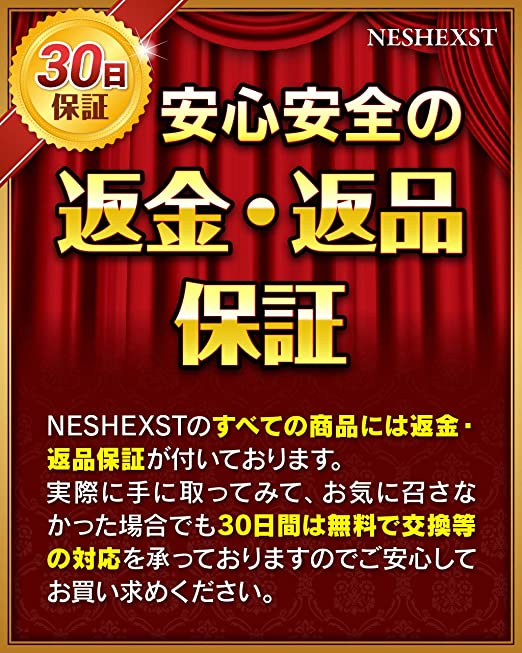 30日
保証
NESHEXST
安心安全の
返金・返品
保証
NESHEXSTのすべての商品には返金・
返品保証が付いております。
実際に手に取ってみて、お気に召さな
かった場合でも30日間は無料で交換等
の対応を承っておりますのでご安心して
お買い求めください。